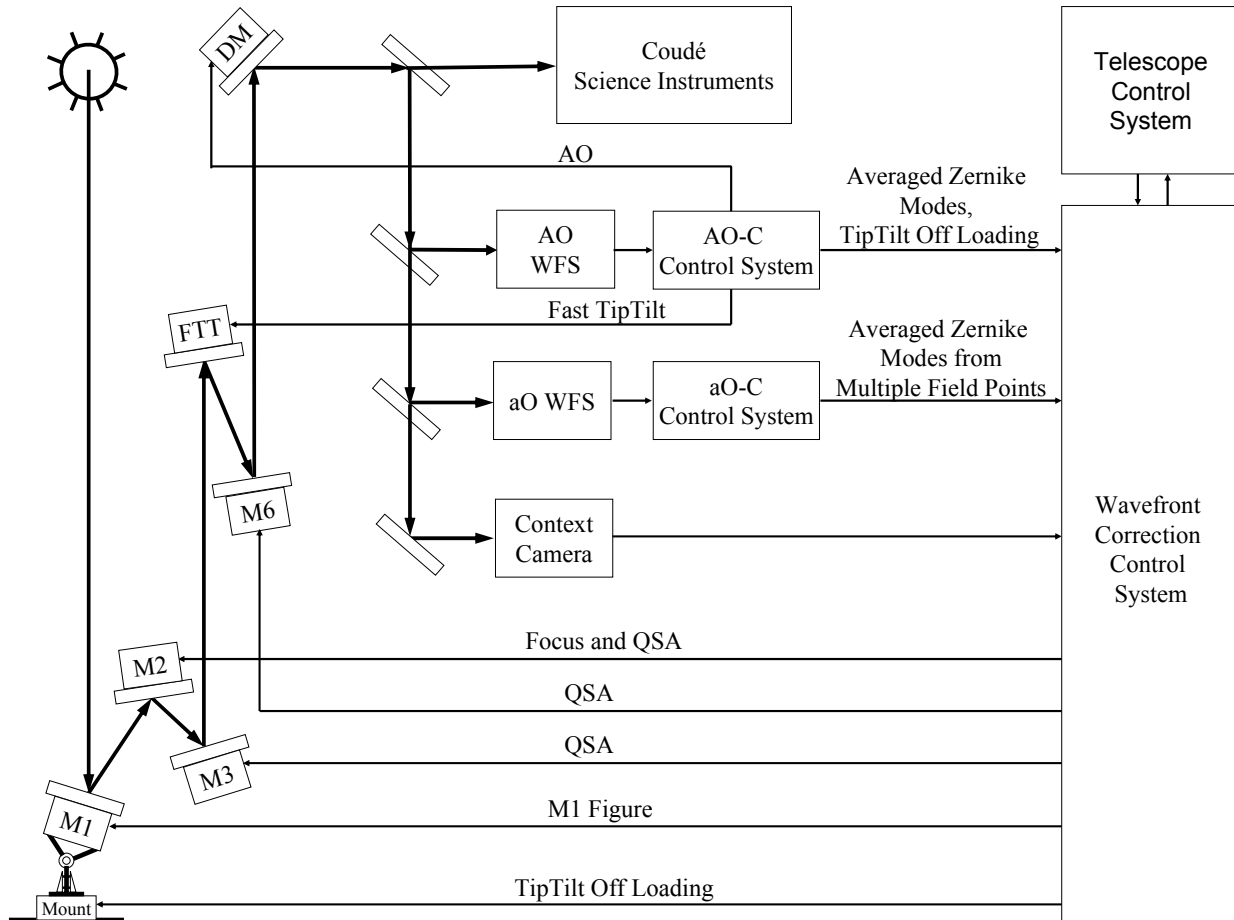 DM
Coudé
Science Instruments
Telescope
Control
System
AO
Averaged Zernike
Modes,
TipTilt Off Loading
AO
WFS
AO-C
Control System
FTT
Fast TipTilt
Averaged Zernike
Modes from
Multiple Field Points
aO WFS
aO-C
Control System
M6
Context
Camera
Wavefront
Correction
Control
System
Focus and QSA
M2
QSA
QSA
M3
M1 Figure
M1
TipTilt Off Loading
Mount